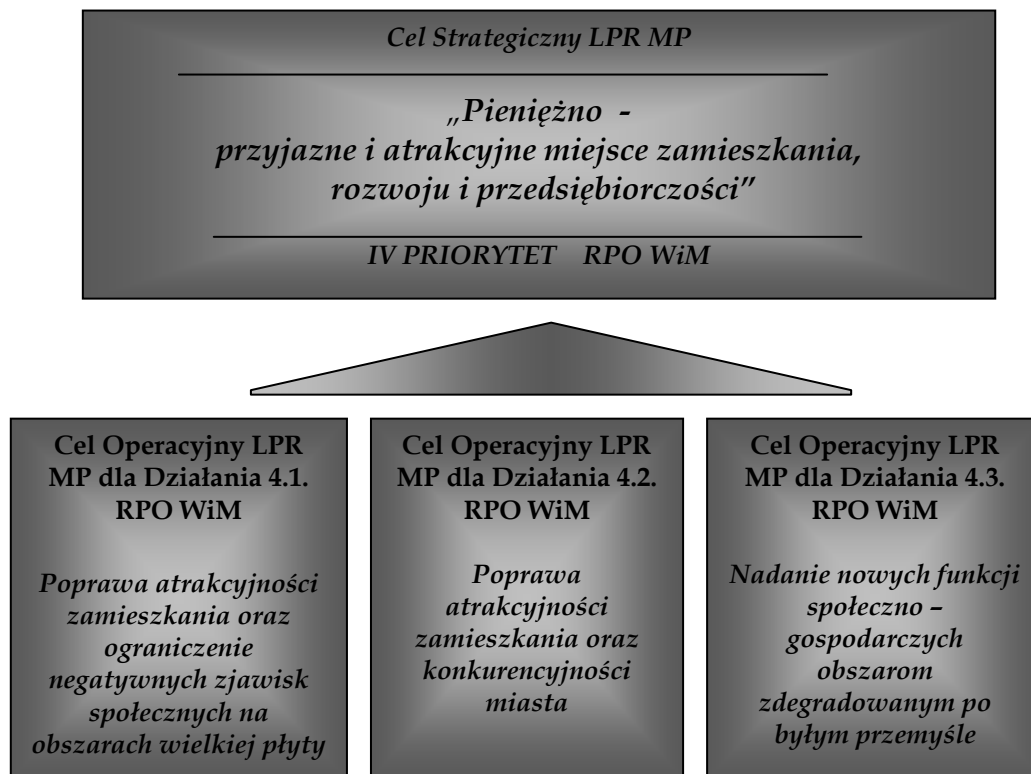 Cel Strategiczny LPR MP
„Pieniężno -
przyjazne i atrakcyjne miejsce zamieszkania,
rozwoju i przedsiębiorczości”
IV PRIORYTET RPO WiM
Cel Operacyjny LPR
MP dla Działania 4.1.
RPO WiM
Poprawa atrakcyjności
zamieszkania oraz
ograniczenie
negatywnych zjawisk
społecznych na
obszarach wielkiej płyty
Cel Operacyjny LPR
MP dla Działania 4.2.
RPO WiM
Poprawa
atrakcyjności
zamieszkania oraz
konkurencyjności
miasta
Cel Operacyjny LPR
MP dla Działania 4.3.
RPO WiM
Nadanie nowych funkcji
społeczno –
gospodarczych
obszarom
zdegradowanym po
byłym przemyśle